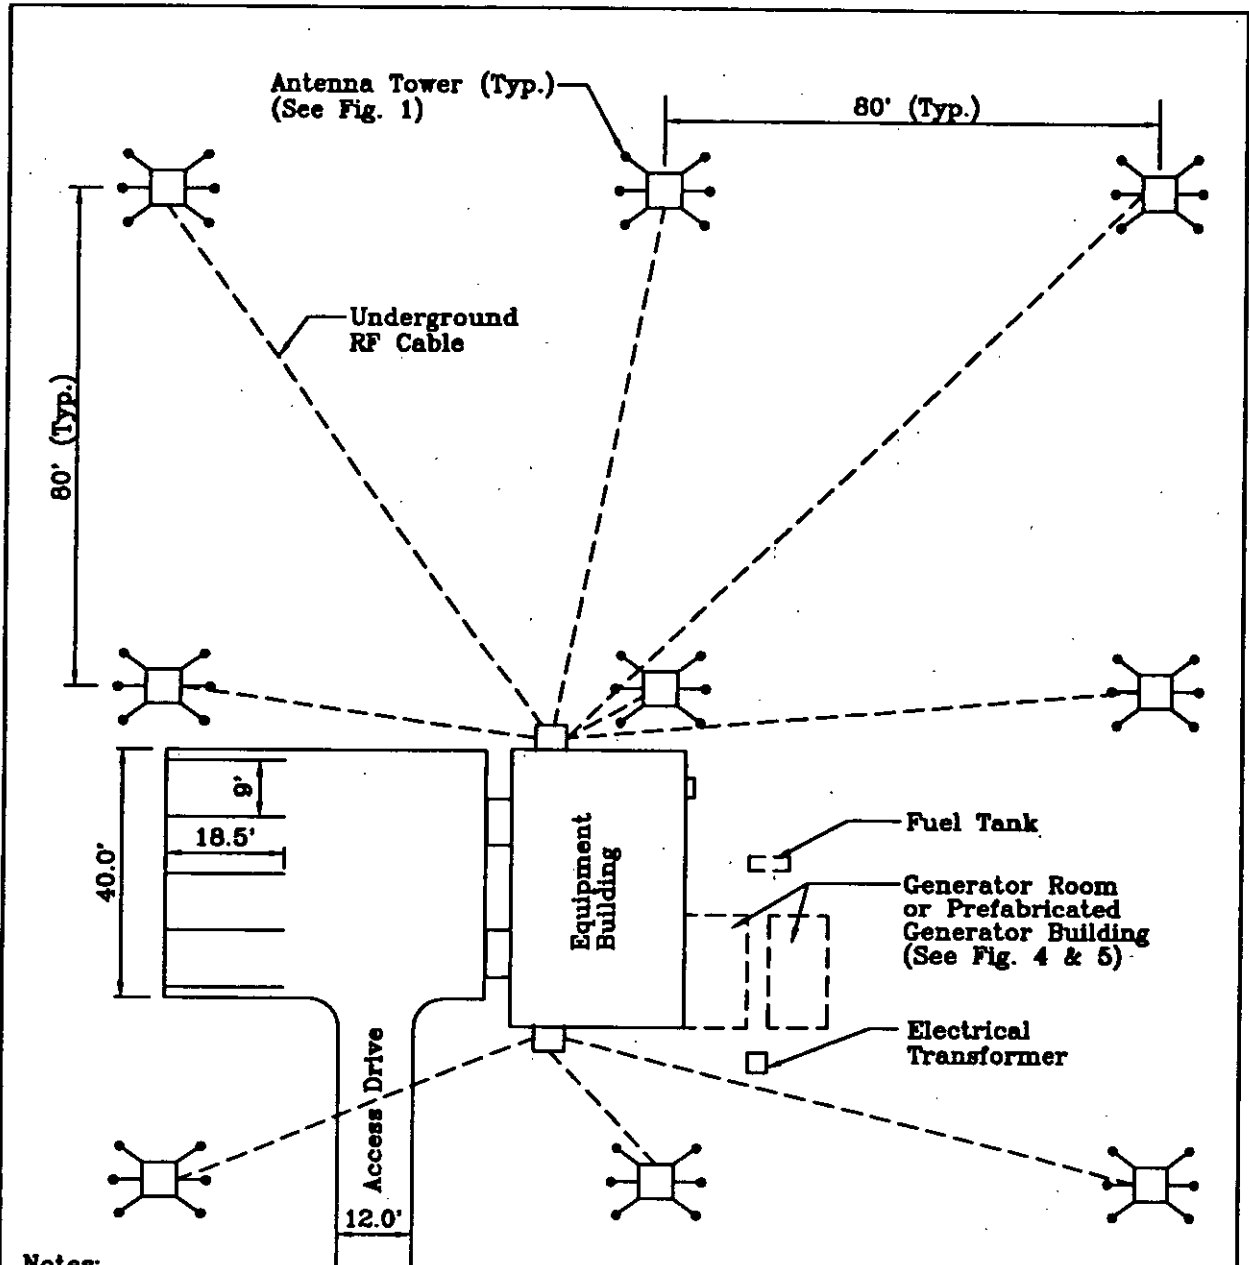 Antenna Tower (Typ.)
(See Fig. 1)
80' (Typ.)
Underground
RF Cable
80' (Typ.)
9'
18.5'
40.0'
Equipment
Building
Fuel Tank
Generator Room
or Prefabricated
Generator Building
(See Fig. 4 & 5)
Electrical
Transformer
Access Drive
12.0'
Notes: